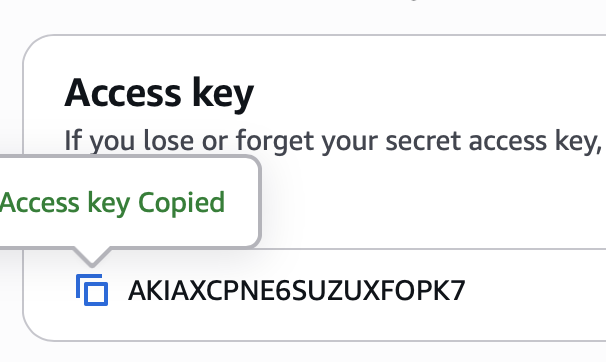 Access key
If you lose or forget your secret access key,
Access key Copied
AKIAXCPNE6SUZUXFOPK7